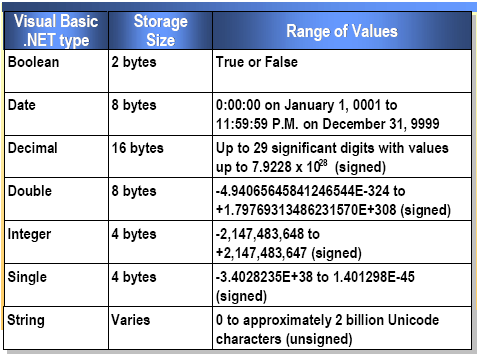 Visual Basic .NET type Storage Size Range of Values
Boolean 2 bytes True or False
Date 8 bytes 0:00:00 on January 1, 0001 to
11:59:59 P.M. on December 31, 9999
Decimal 16 bytes Up to 29 significant digits with values
up to 7.9228 x 10²⁸ (signed)
Double 8 bytes -4.94065645841246544E-324 to
+1.79769313486231570E+308 (signed)
Integer 4 bytes -2,147,483,648 to
+2,147,483,647 (signed)
Single 4 bytes -3.4028235E+38 to 1.401298E-45
(signed)
String Varies 0 to approximately 2 billion Unicode
characters (unsigned)